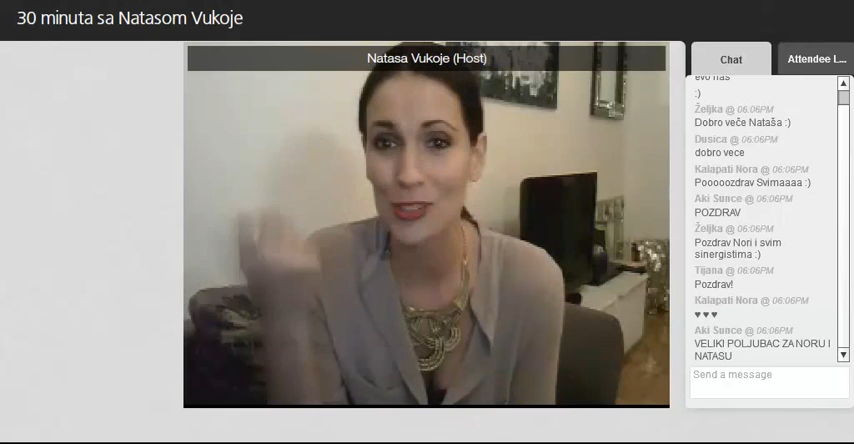 30 minuta sa Natasom Vukoje
Natasa Vukoje (Host)
Chat
Attendee L...
evo nas
:)
Željka @ 06:06PM
Dobro veče Nataša :)
Dusica @ 06:06PM
dobro vece
Kalapati Nora @ 06:06PM
Pooooozdrav Svimaaaa :)
Aki Sunce @ 06:06PM
POZDRAV
Željka @ 06:06PM
Pozdrav Nori i svim
sinergistima :)
Tijana @ 06:06PM
Pozdrav!
Kalapati Nora @ 06:06PM
♥ ♥ ♥
Aki Sunce @ 06:06PM
VELIKI POLJUBAC ZA NORU I
NATASU
Send a message